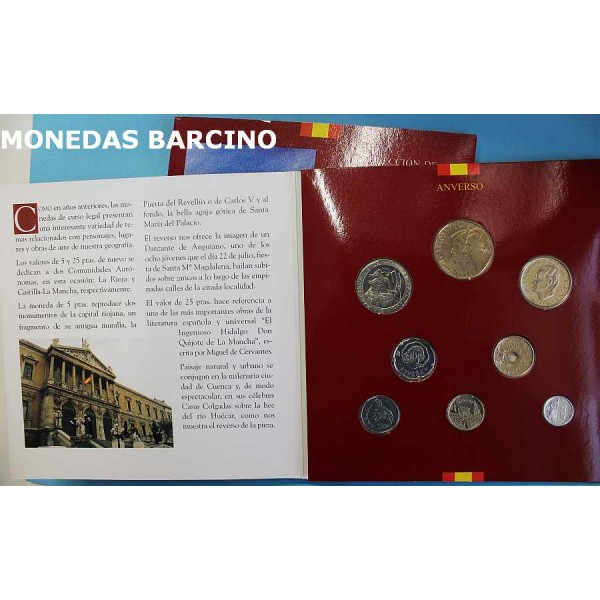 MONEDAS BARCINO
CCION DE
ANVERSO
COMO en años anteriores, las mo-
nedas de curso legal presentan
una interesante variedad de te-
mas relacionados con personajes, luga-
res y obras de arte de nuestra geografía.
Los valores de 5 y 25 ptas. de nuevo se
dedican a dos Comunidades Autó-
nomas, en esta ocasión: La Rioja y
Castilla-La Mancha, respectivamente.
La moneda de 5 ptas. reproduce dos
monumentos de la capital riojana, un
fragmento de su antigua muralla, la
Puerta del Revellín o de Carlos V y al
fondo, la bella aguja gótica de Santa
María del Palacio.
El reverso nos ofrece la imagen de un
Danzante de Anguiano, uno de los
ocho jóvenes que el día 22 de julio, fies-
ta de Santa Mª Magdalena, bailan subi-
dos sobre zancos a lo largo de las empi-
nadas calles de la citada localidad.
El valor de 25 ptas. hace referencia a
una de las más importantes obras de la
literatura española y universal "El
Ingenioso Hidalgo Don
Quijote de La Mancha", es-
crita por Miguel de Cervantes.
Paisaje natural y urbano se
conjugan en la milenaria ciu-
dad de Cuenca y, de modo
espectacular, en sus célebres
Casas Colgadas sobre la hoz
del río Huécar, como nos
muestra el reverso de la pieza.